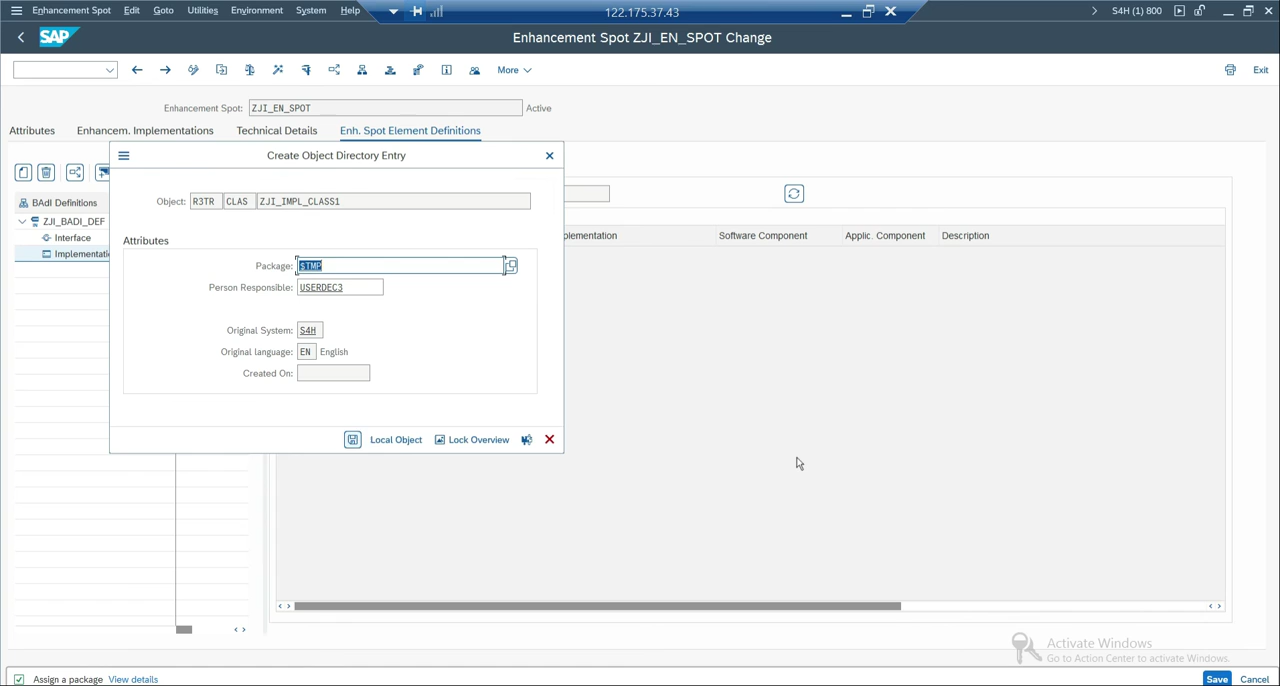 Enhancement Spot Edit Goto Utilities Environment System Help 122.175.37.43 S4H (1) 800
SAP Enhancement Spot ZJI_EN_SPOT Change
More Exit
Enhancement Spot: ZJI_EN_SPOT Active
Attributes Enhancem. Implementations Technical Details Enh. Spot Element Definitions
Create Object Directory Entry
Object: R3TR CLAS ZJI_IMPL_CLASS1
BAdI Definitions
ZJI_BADI_DEF
Interface
Implementati
plementation Software Component Applic. Component Description
Attributes
Package: $TMP
Person Responsible: USERDEC3
Original System: S4H
Original language: EN English
Created On:
Local Object Lock Overview
Activate Windows
Go to Action Center to activate Windows.
Assign a package View details Save Cancel